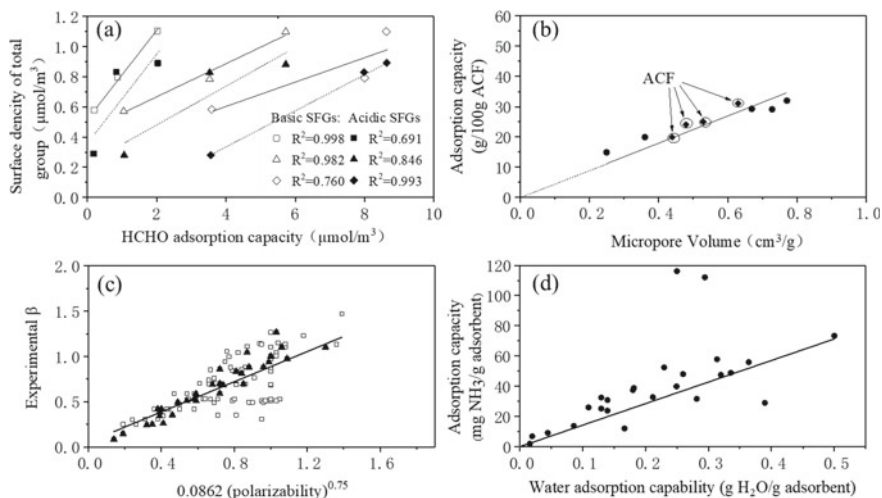 (a)
Surface dencity of total
group (μmol/m³)
1.2
1.0
0.8
0.6
0.4
0.2
0.0
Basic SFGs: Acidic SFGs
R²=0.998 R²=0.691
R²=0.982 R²=0.846
R²=0.760 R²=0.993
0 2 4 6 8 10
HCHO adsorption capacity (μmol/m³)
(b)
Adsorption capacity
(g/100g ACF)
50
40
30
20
10
0
ACF
0.0 0.2 0.4 0.6 0.8 1.0
Micropore Volume (cm³/g)
(c)
Experimental β
2.0
1.5
1.0
0.5
0.0
0.0 0.4 0.8 1.2 1.6
0.0862 (polarizability)⁰·⁷⁵
(d)
Adsorption capacity
(mg NH3/g adsorbent)
120
100
80
60
40
20
0
0.0 0.1 0.2 0.3 0.4 0.5
Water adsorption capability (g H₂O/g adsorbent)